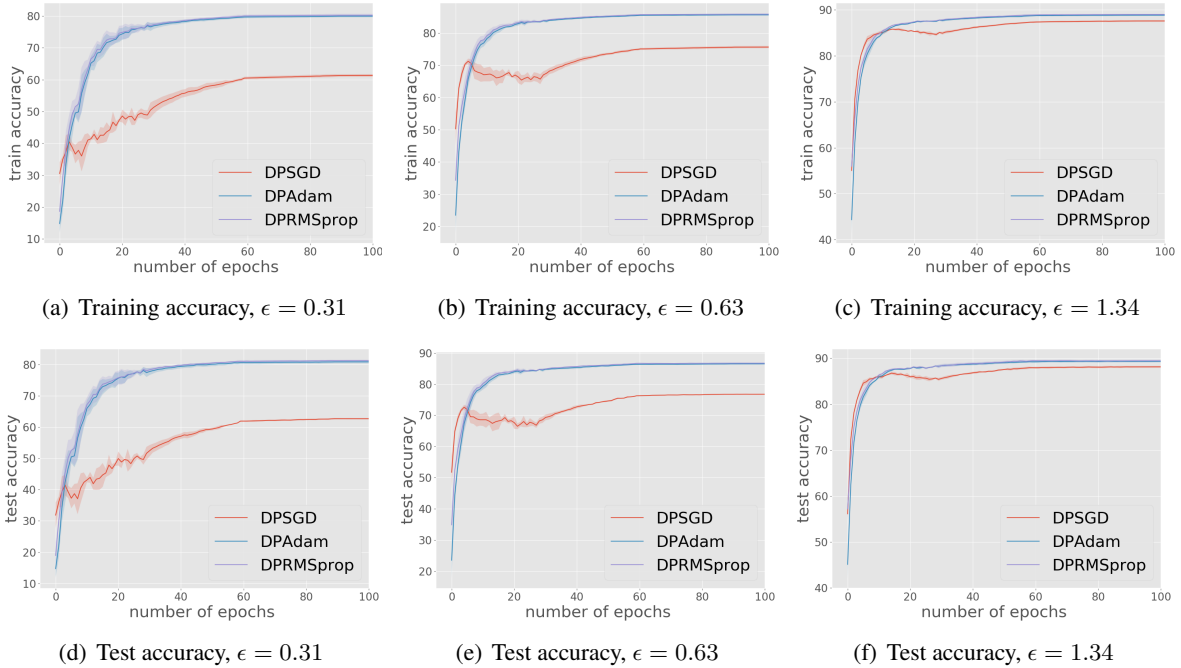 80
70
60
50
40
30
20
10
train accuracy
DPSGD
DPAdam
DPRMSprop
0 20 40 60 80 100
number of epochs
(a) Training accuracy, ϵ = 0.31
80
70
60
50
40
30
20
train accuracy
DPSGD
DPAdam
DPRMSprop
0 20 40 60 80 100
number of epochs
(b) Training accuracy, ϵ = 0.63
90
80
70
60
50
40
train accuracy
DPSGD
DPAdam
DPRMSprop
0 20 40 60 80 100
number of epochs
(c) Training accuracy, ϵ = 1.34
80
70
60
50
40
30
20
10
test accuracy
DPSGD
DPAdam
DPRMSprop
0 20 40 60 80 100
number of epochs
(d) Test accuracy, ϵ = 0.31
90
80
70
60
50
40
30
20
test accuracy
DPSGD
DPAdam
DPRMSprop
0 20 40 60 80 100
number of epochs
(e) Test accuracy, ϵ = 0.63
90
80
70
60
50
40
test accuracy
DPSGD
DPAdam
DPRMSprop
0 20 40 60 80 100
number of epochs
(f) Test accuracy, ϵ = 1.34